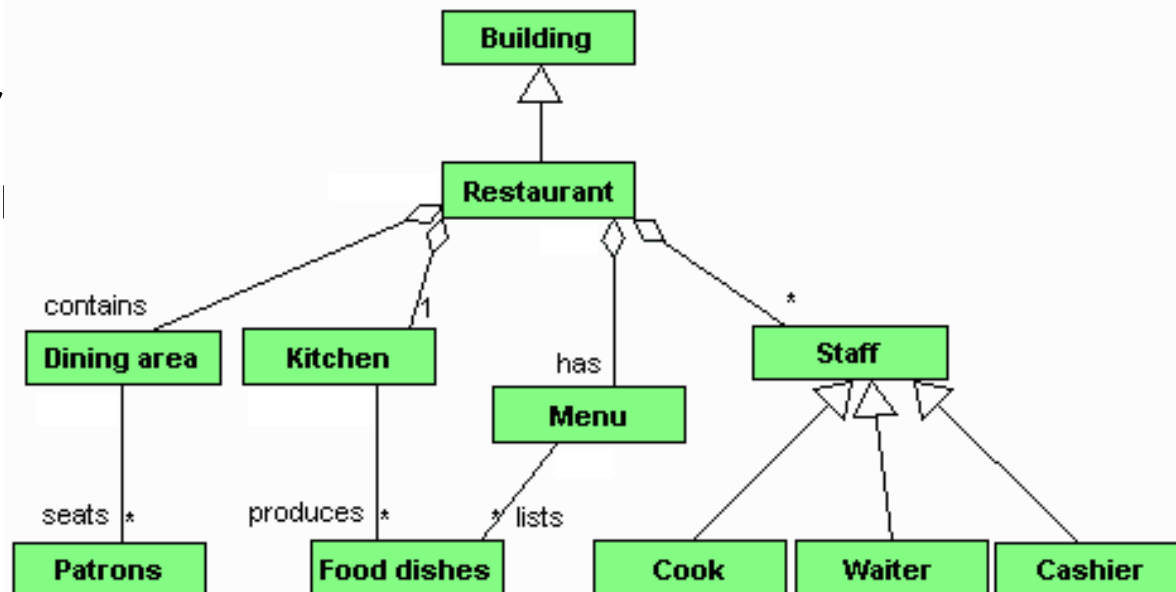 Building
Restaurant
contains
1
*
Dining area
Kitchen
Staff
has
Menu
seats *
produces *
* lists
Patrons
Food dishes
Cook
Waiter
Cashier